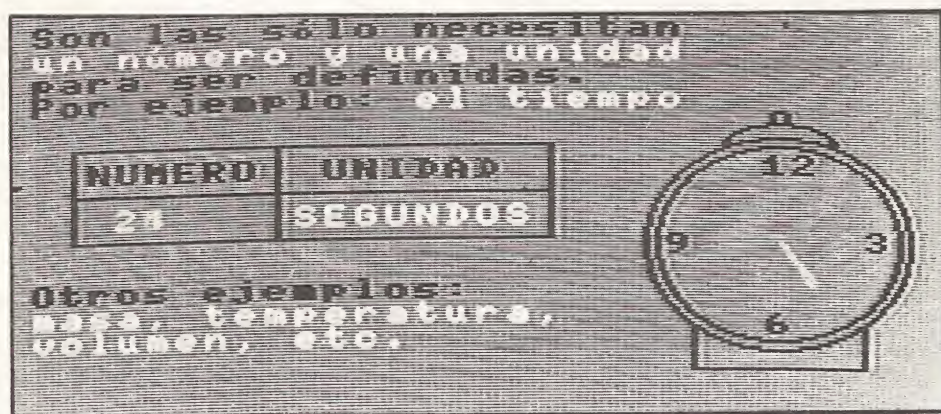 Son las sólo necesitan
un número y una unidad
para ser definidas.
Por ejemplo: el tiempo
NUMERO UNIDAD
SEGUNDOS
12
9 3
6
Otros ejemplos:
masa, temperatura,
volumen, etc.